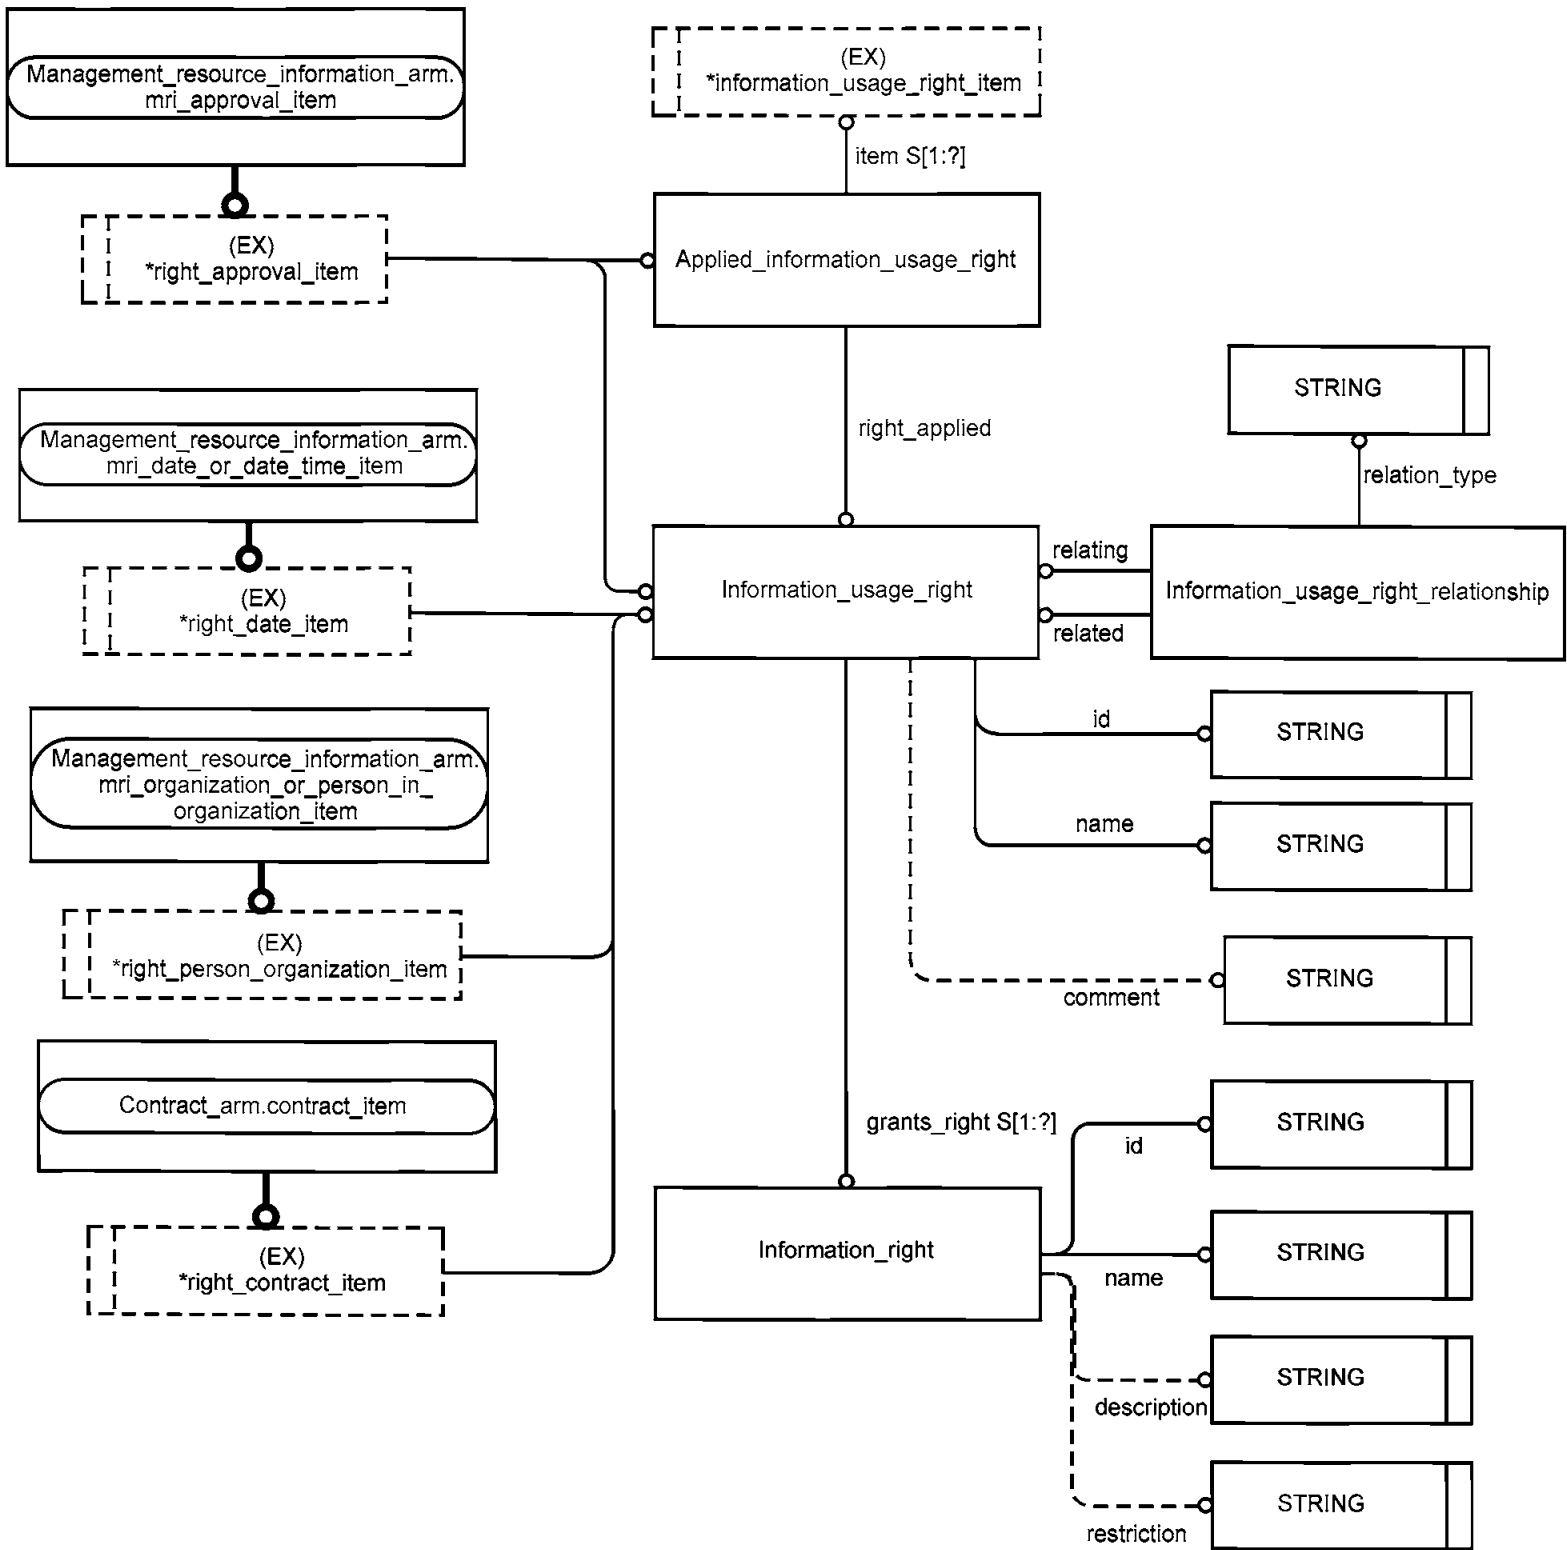 Management_resource_information_arm.
mri_approval_item
(EX)
*information_usage_right_item
item S[1:?]
(EX)
*right_approval_item
Applied_information_usage_right
right_applied
STRING
relation_type
Management_resource_information_arm.
mri_date_or_date_time_item
(EX)
*right_date_item
Information_usage_right
relating
related
Information_usage_right_relationship
id
STRING
name
STRING
comment
STRING
Management_resource_information_arm.
mri_organization_or_person_in_
organization_item
(EX)
*right_person_organization_item
Contract_arm.contract_item
(EX)
*right_contract_item
grants_right S[1:?]
Information_right
id
STRING
name
STRING
description
STRING
restriction
STRING